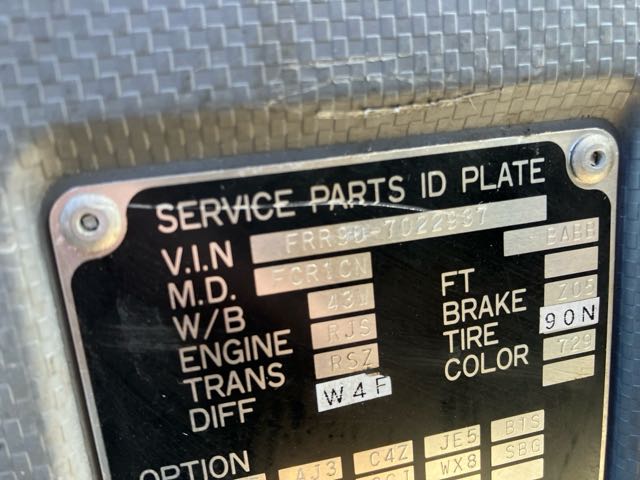 SERVICE PARTS ID PLATE
V.I.N FRR90-7022937
M.D. FCR1CN
W/B 43W FT
ENGINE RJS BRAKE Z05
TRANS RSZ TIRE 90N
DIFF W4F COLOR 729
OPTION AJ3 C4Z JE5 B1S
WX8 SBG